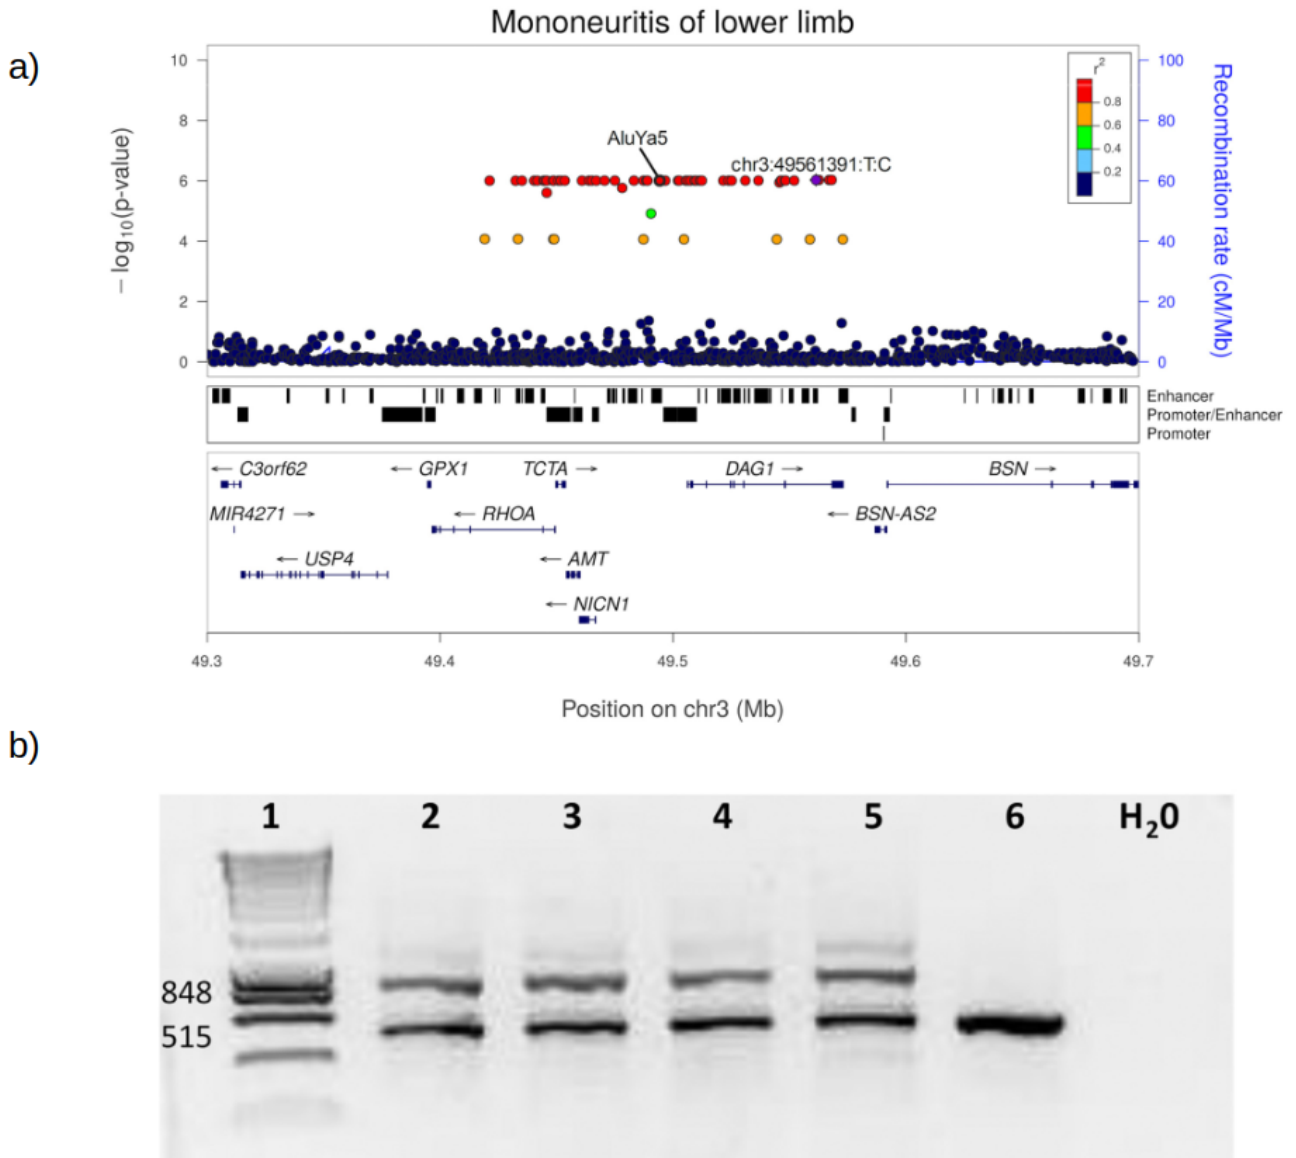 Mononeuritis of lower limb
a)
10
8
6
4
2
0
− log10(p-value)
AluYa5
chr3:49561391:T:C
r2
0.8
0.6
0.4
0.2
100
80
60
40
20
0
Recombination rate (cM/Mb)
Enhancer
Promoter/Enhancer
Promoter
← C3orf62
← GPX1
TCTA →
DAG1 →
BSN →
MIR4271 →
← RHOA
← BSN-AS2
← USP4
← AMT
← NICN1
49.3 49.4 49.5 49.6 49.7
Position on chr3 (Mb)
b)
1 2 3 4 5 6 H20
848
515